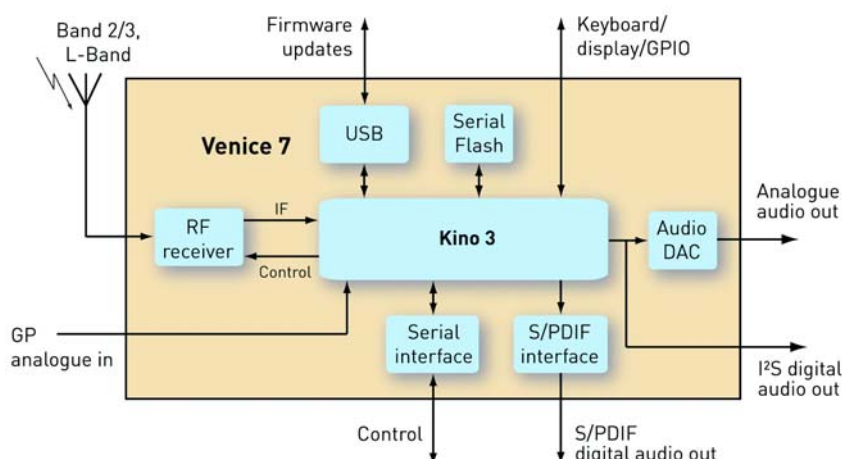 Band 2/3,
L-Band
Firmware
updates
Keyboard/
display/GPIO
Venice 7
USB
Serial
Flash
RF
receiver
IF
Control
Kino 3
Audio
DAC
Analogue
audio out
GP
analogue in
Serial
interface
S/PDIF
interface
I²S digital
audio out
Control
S/PDIF
digital audio out